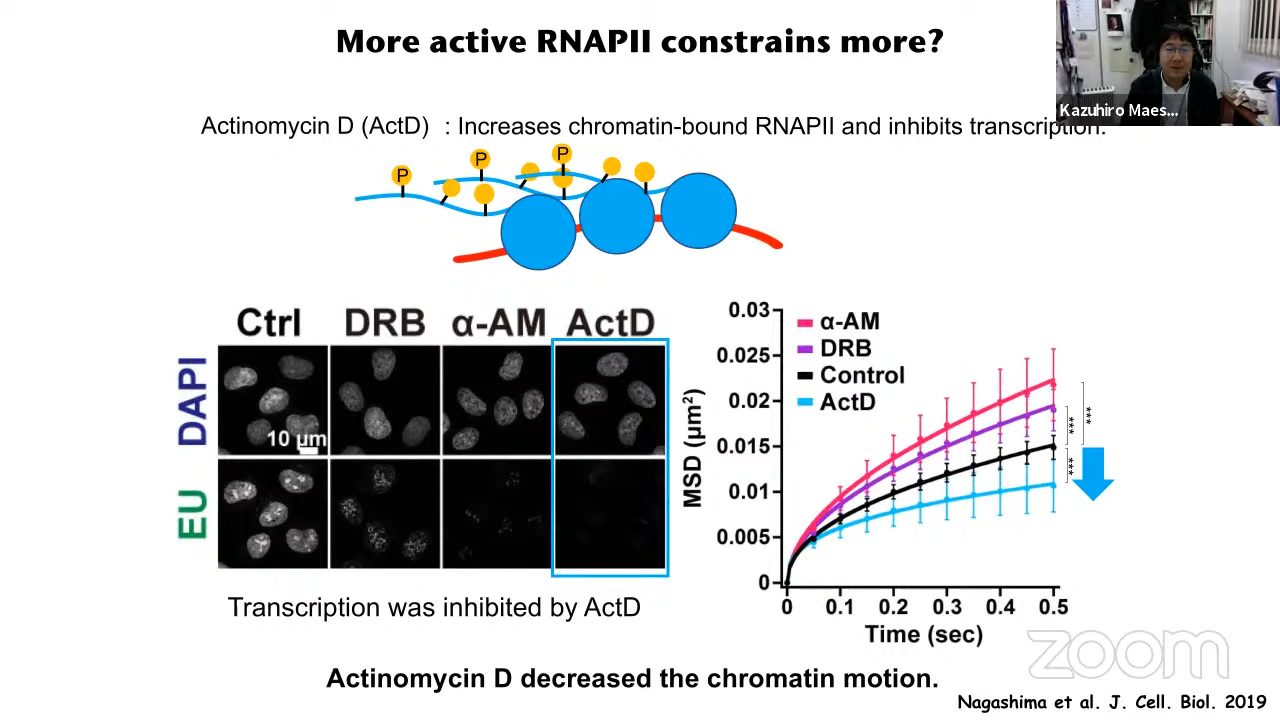 More active RNAPII constrains more?
Kazuhiro Maes...
Actinomycin D (ActD) : Increases chromatin-bound RNAPII and inhibits transcription.
P
P
P
Ctrl DRB α-AM ActD
DAPI
10 µm
EU
Transcription was inhibited by ActD
0.03
0.025
0.02
0.015
0.01
0.005
0
MSD (µm²)
α-AM
DRB
Control
ActD
***
***
***
0 0.1 0.2 0.3 0.4 0.5
Time (sec)
zoom
Actinomycin D decreased the chromatin motion.
Nagashima et al. J. Cell. Biol. 2019